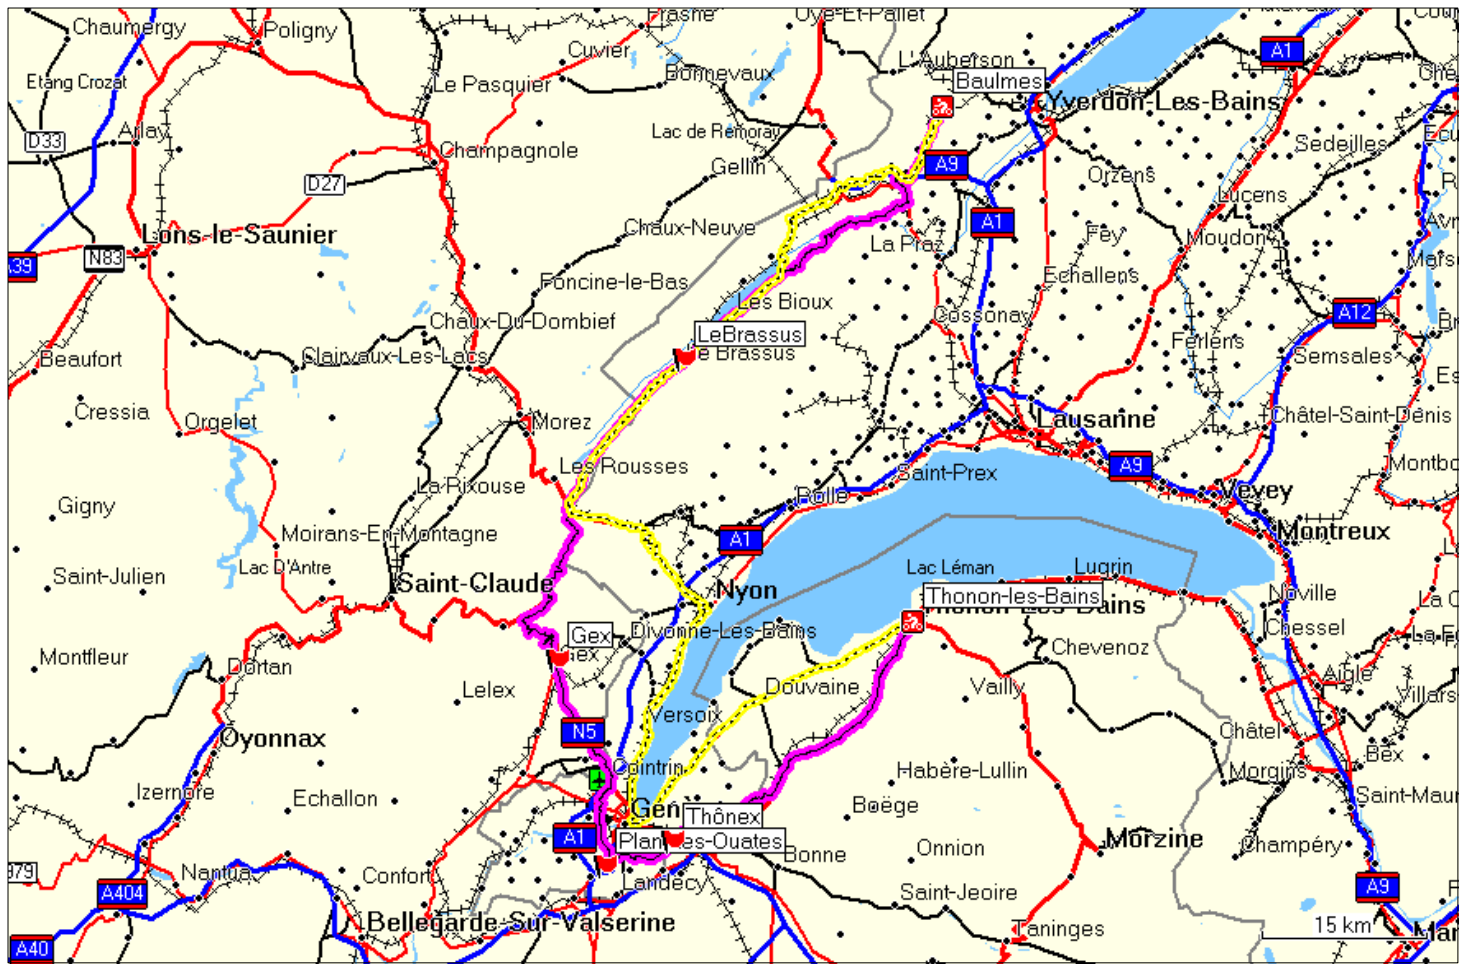 Chaumergy
Poligny
Frasne
Oye-Et-Pallet
Cuvier
L'Auberson
A1
Etang Crozat
Le Pasquier
Bonnevaux
Baulmes
Yverdon-Les-Bains
D33
Arlay
Lac de Remoray
Sedeilles
Champagnole
Gellin
A9
Orzens
D27
Lucens
Lons-le-Saunier
Chaux-Neuve
A1
Fey
Moudon
La Praz
N83
A39
Foncine-le-Bas
Echallens
Les Bioux
Chaux-Du-Dombief
Cossonay
A12
LeBrassus
Beaufort
Clairvaux-Les-Lacs
Le Brassus
Ferlens
Semsales
Cressia
Orgelet
Morez
Lausanne
Châtel-Saint-Denis
Les Rousses
Saint-Prex
A9
La Rixouse
Rolle
Vevey
Gigny
Moirans-En-Montagne
A1
Montreux
Saint-Julien
Lac D'Antre
Saint-Claude
Lac Léman
Lugrin
Nyon
Thonon-les-Bains
Thonon-Les-Bains
Noville
Gex
Divonne-Les-Bains
Chessel
Montfleur
Gex
Chevenoz
Dortan
Lelex
Douvaine
Vailly
Aigle
Versoix
Châtel
N5
Oyonnax
Bex
Cointrin
Habère-Lullin
Morgins
Izernore
Echallon
Boëge
Thônex
A1
Plan-les-Ouates
Morzine
Champéry
Bonne
Onnion
Nantua
Confort
A404
Landecy
Saint-Jeoire
A9
Bellegarde-Sur-Valserine
15 km
Taninges
A40